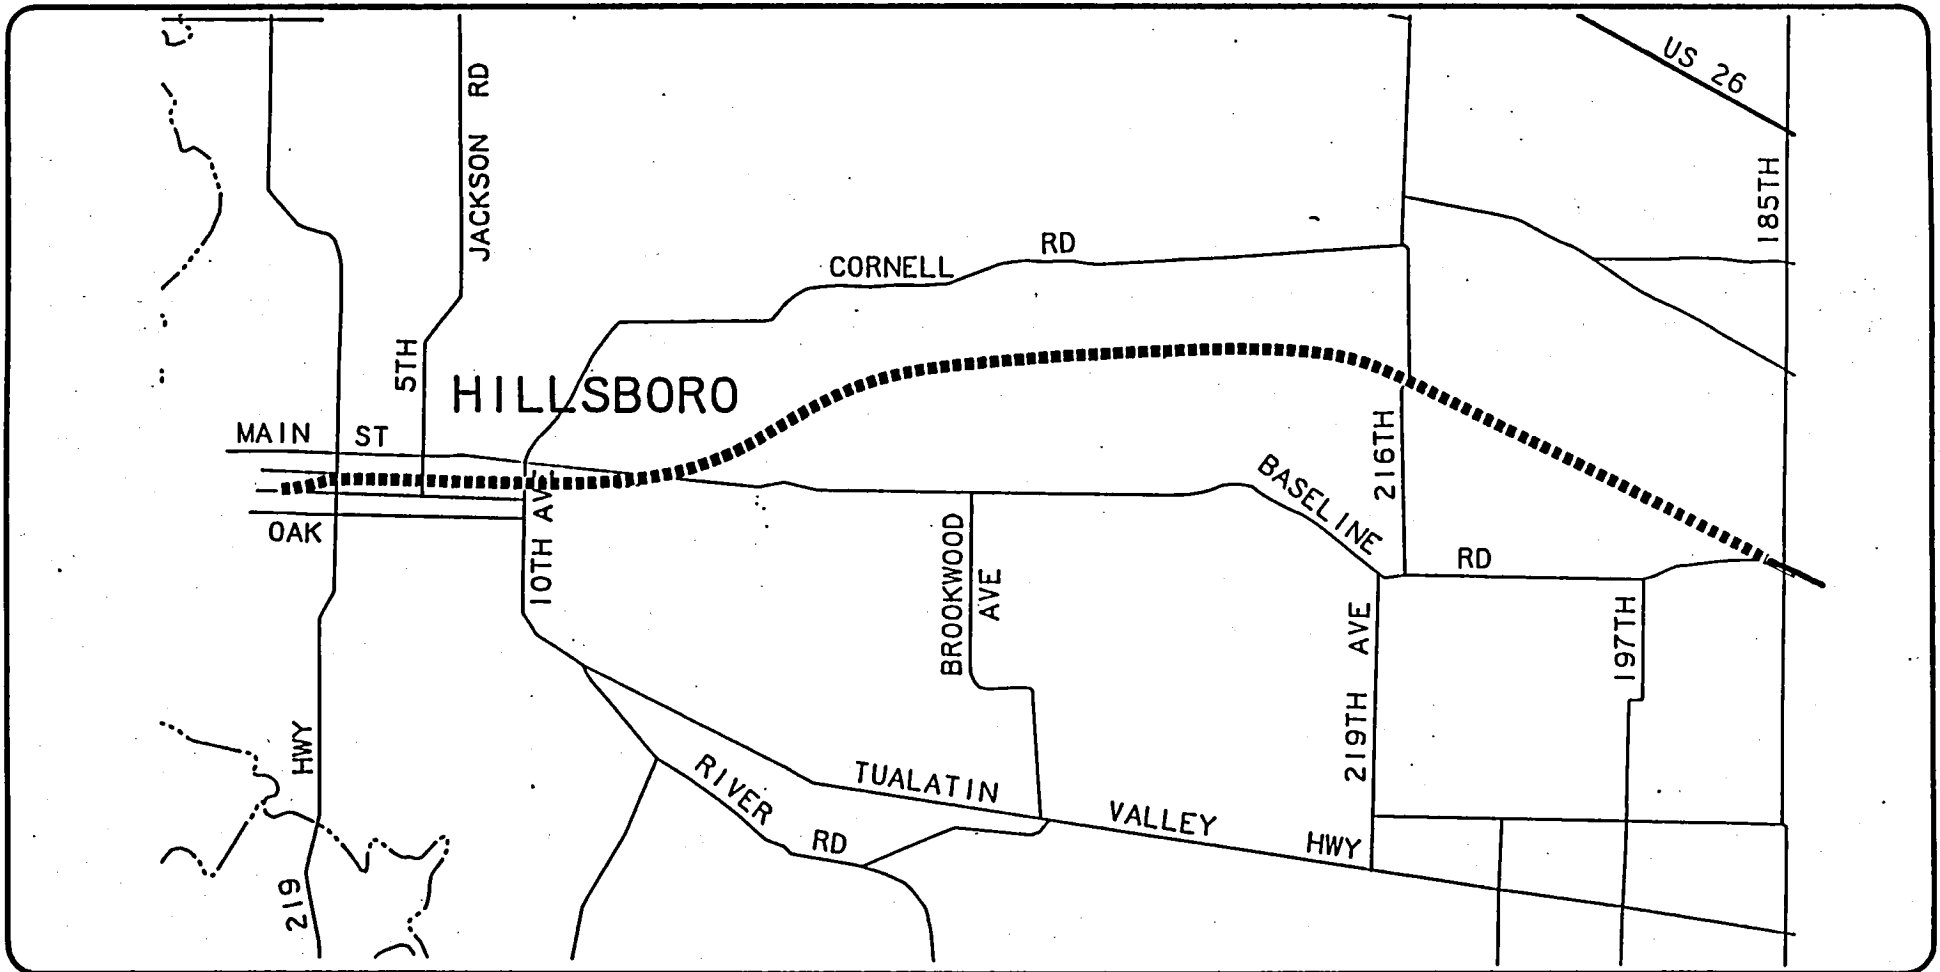 US 26
JACKSON RD
185TH
CORNELL RD
5TH
HILLSBORO
MAIN ST
216TH
BASELINE RD
OAK
10TH AVE
BROOKWOOD AVE
219TH AVE
197TH
HWY 219
RIVER RD
TUALATIN VALLEY HWY